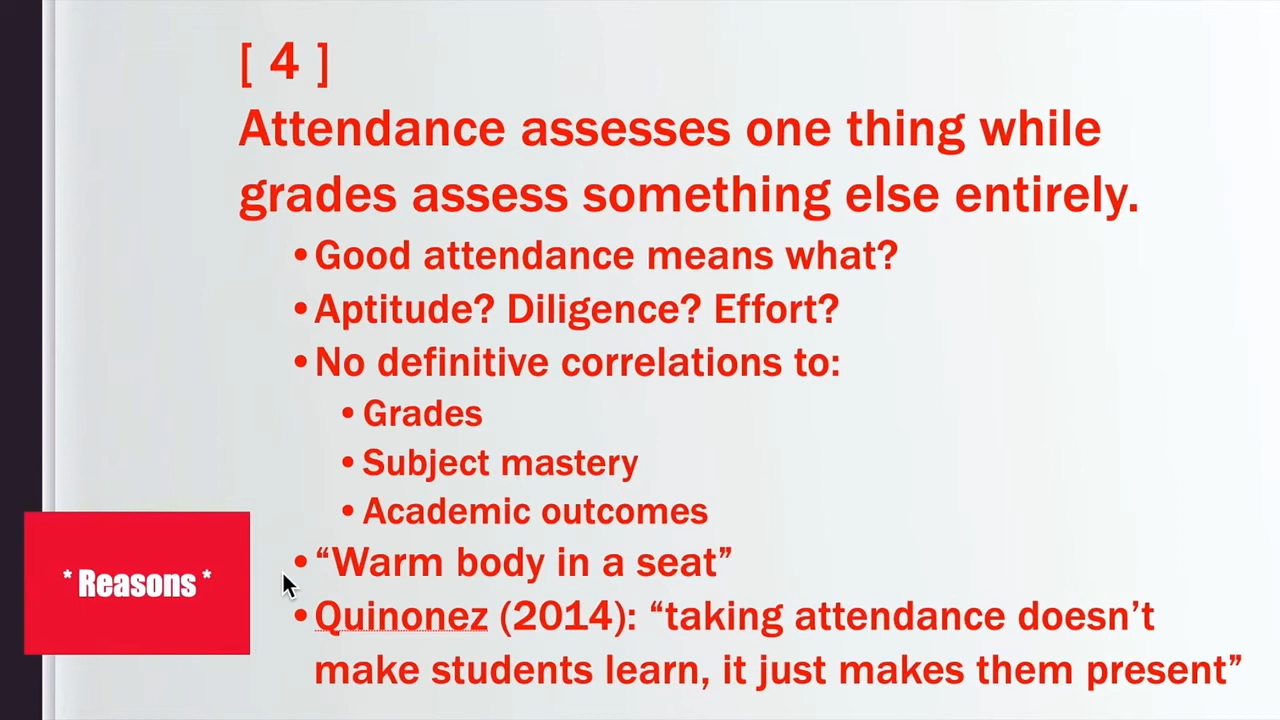 [ 4 ]
Attendance assesses one thing while
grades assess something else entirely.
•Good attendance means what?
•Aptitude? Diligence? Effort?
•No definitive correlations to:
• Grades
• Subject mastery
• Academic outcomes
•“Warm body in a seat”
•Quinonez (2014): “taking attendance doesn’t
make students learn, it just makes them present”
* Reasons *